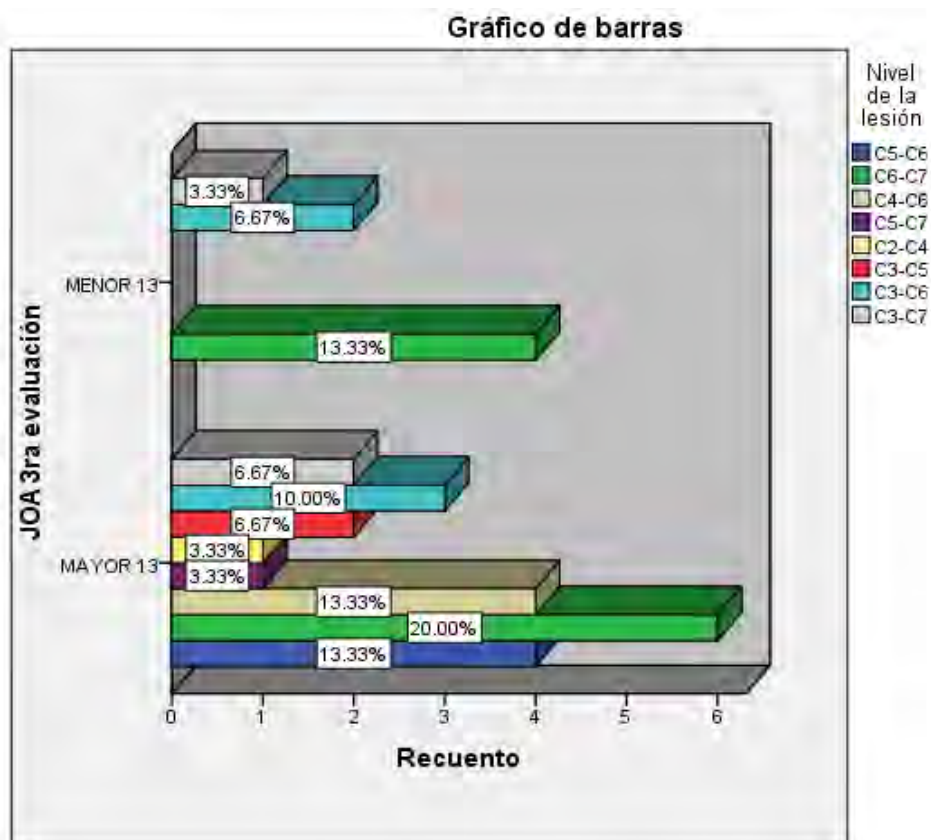 Gráfico de barras
Nivel
de la
lesión
C5-C6
C6-C7
C4-C6
C5-C7
C2-C4
C3-C5
C3-C6
C3-C7
JOA 3ra evaluación
MENOR 13
3.33%
6.67%
13.33%
MAYOR 13
6.67%
10.00%
6.67%
3.33%
3.33%
13.33%
20.00%
13.33%
0 1 2 3 4 5 6
Recuento